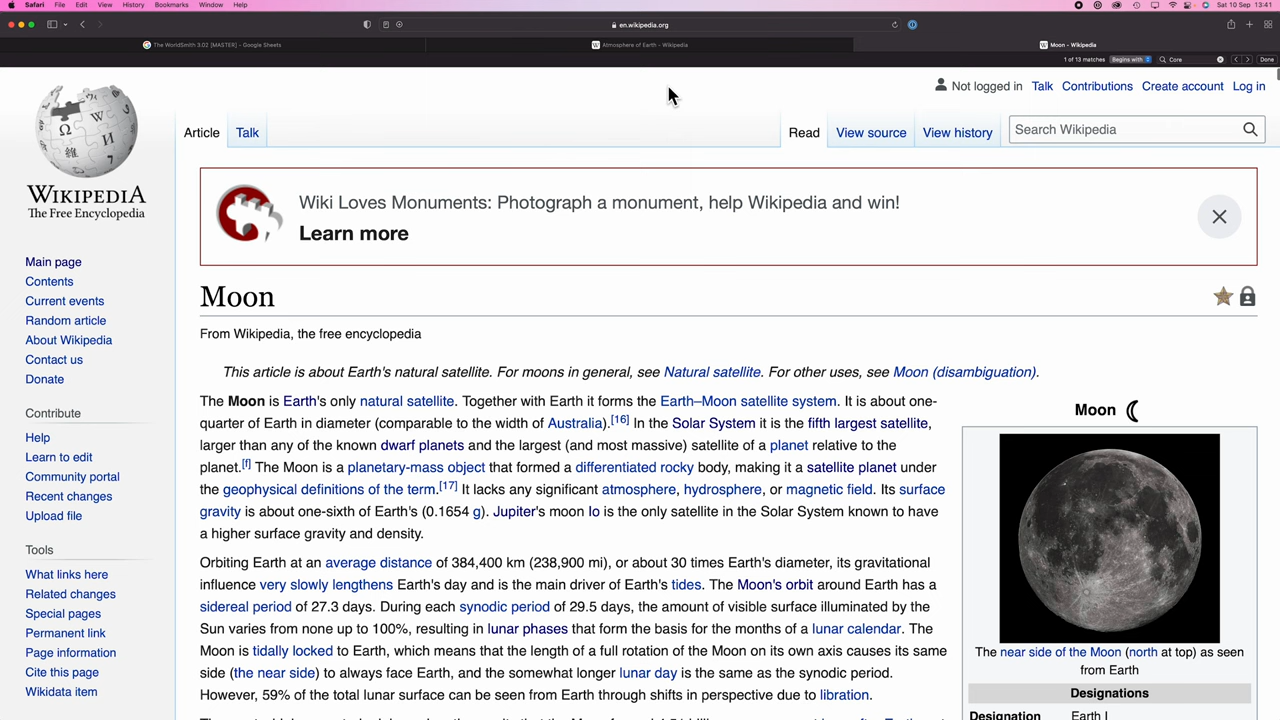 Safari File Edit View History Bookmarks Window Help Sat 10 Sep 13:41
en.wikipedia.org
The WorldSmith 3.02 [MASTER] - Google Sheets Atmosphere of Earth - Wikipedia Moon - Wikipedia
1 of 13 matches Begins with Core Done
Not logged in Talk Contributions Create account Log in
Article Talk Read View source View history Search Wikipedia
WIKIPEDIA
The Free Encyclopedia
Main page
Contents
Current events
Random article
About Wikipedia
Contact us
Donate
Contribute
Help
Learn to edit
Community portal
Recent changes
Upload file
Tools
What links here
Related changes
Special pages
Permanent link
Page information
Cite this page
Wikidata item
Wiki Loves Monuments: Photograph a monument, help Wikipedia and win!
Learn more
Moon
From Wikipedia, the free encyclopedia
This article is about Earth's natural satellite. For moons in general, see Natural satellite. For other uses, see Moon (disambiguation).
The Moon is Earth's only natural satellite. Together with Earth it forms the Earth–Moon satellite system. It is about one-
quarter of Earth in diameter (comparable to the width of Australia).[16] In the Solar System it is the fifth largest satellite,
larger than any of the known dwarf planets and the largest (and most massive) satellite of a planet relative to the
planet.[f] The Moon is a planetary-mass object that formed a differentiated rocky body, making it a satellite planet under
the geophysical definitions of the term.[17] It lacks any significant atmosphere, hydrosphere, or magnetic field. Its surface
gravity is about one-sixth of Earth's (0.1654 g). Jupiter's moon Io is the only satellite in the Solar System known to have
a higher surface gravity and density.
Orbiting Earth at an average distance of 384,400 km (238,900 mi), or about 30 times Earth's diameter, its gravitational
influence very slowly lengthens Earth's day and is the main driver of Earth's tides. The Moon's orbit around Earth has a
sidereal period of 27.3 days. During each synodic period of 29.5 days, the amount of visible surface illuminated by the
Sun varies from none up to 100%, resulting in lunar phases that form the basis for the months of a lunar calendar. The
Moon is tidally locked to Earth, which means that the length of a full rotation of the Moon on its own axis causes its same
side (the near side) to always face Earth, and the somewhat longer lunar day is the same as the synodic period.
However, 59% of the total lunar surface can be seen from Earth through shifts in perspective due to libration.
Moon
The near side of the Moon (north at top) as seen
from Earth
Designations
Designation Earth I